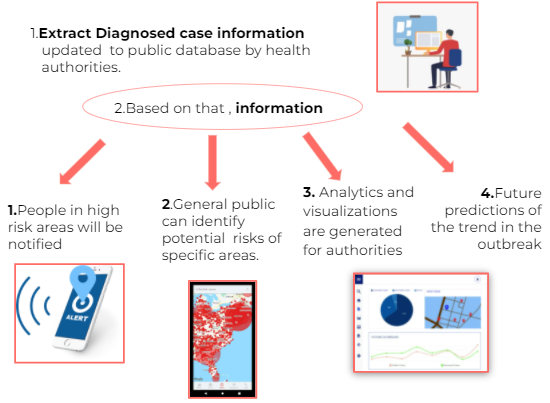 1.Extract Diagnosed case information
updated to public database by health
authorities.
2.Based on that , information
1.People in high
risk areas will be
notified
2.General public
can identify
potential risks of
specific areas.
3. Analytics and
visualizations
are generated
for authorities
4.Future
predictions of
the trend in the
outbreak
ALERT